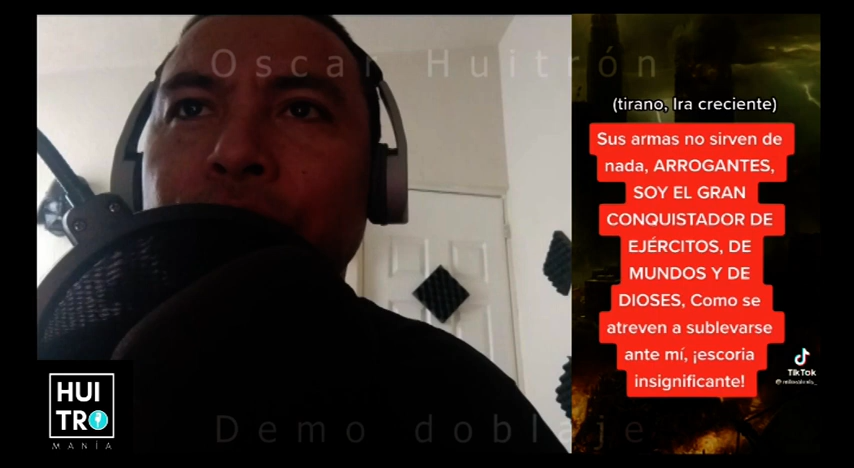 Oscar Huitrón
(tirano, Ira creciente)
Sus armas no sirven de
nada, ARROGANTES,
SOY EL GRAN
CONQUISTADOR DE
EJÉRCITOS, DE
MUNDOS Y DE
DIOSES, Como se
atreven a sublevarse
ante mí, ¡escoria
insignificante!
TikTok
HUI
TRO
MANÍA
Demo doblaje